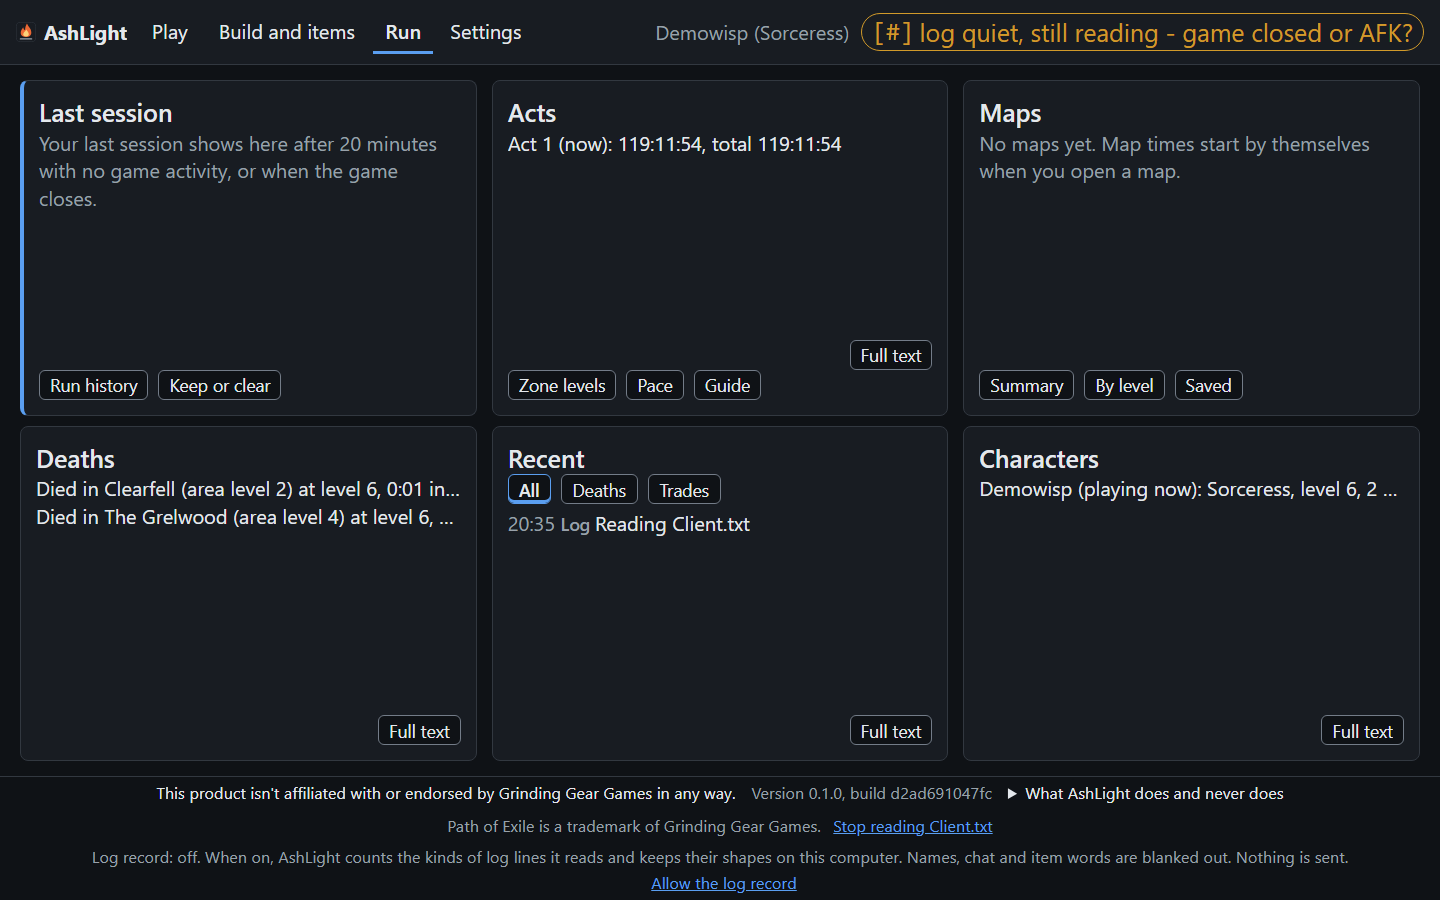 AshLight Play Build and items Run Settings Demowisp (Sorceress) [#] log quiet, still reading - game closed or AFK?
Last session
Your last session shows here after 20 minutes
with no game activity, or when the game
closes.
Run history Keep or clear
Acts
Act 1 (now): 119:11:54, total 119:11:54
Full text
Zone levels Pace Guide
Maps
No maps yet. Map times start by themselves
when you open a map.
Summary By level Saved
Deaths
Died in Clearfell (area level 2) at level 6, 0:01 in...
Died in The Grelwood (area level 4) at level 6, ...
Full text
Recent
All Deaths Trades
20:35 Log Reading Client.txt
Full text
Characters
Demowisp (playing now): Sorceress, level 6, 2 ...
Full text
This product isn't affiliated with or endorsed by Grinding Gear Games in any way. Version 0.1.0, build d2ad691047fc ▶ What AshLight does and never does
Path of Exile is a trademark of Grinding Gear Games. Stop reading Client.txt
Log record: off. When on, AshLight counts the kinds of log lines it reads and keeps their shapes on this computer. Names, chat and item words are blanked out. Nothing is sent.
Allow the log record